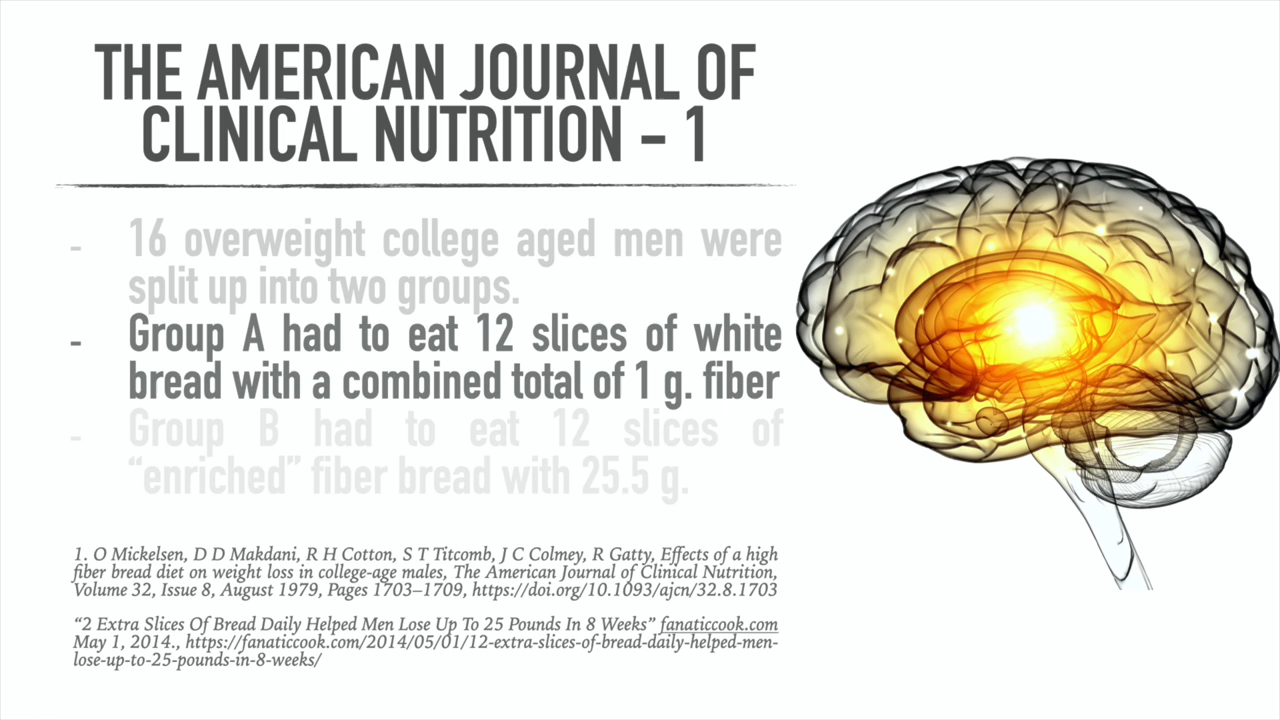 THE AMERICAN JOURNAL OF
CLINICAL NUTRITION – 1
- 16 overweight college aged men were
split up into two groups.
- Group A had to eat 12 slices of white
bread with a combined total of 1 g. fiber
- Group B had to eat 12 slices of
“enriched” fiber bread with 25.5 g.
1. O Mickelsen, D D Makdani, R H Cotton, S T Titcomb, J C Colmey, R Gatty, Effects of a high
fiber bread diet on weight loss in college-age males, The American Journal of Clinical Nutrition,
Volume 32, Issue 8, August 1979, Pages 1703–1709, https://doi.org/10.1093/ajcn/32.8.1703
“2 Extra Slices Of Bread Daily Helped Men Lose Up To 25 Pounds In 8 Weeks” fanaticcook.com
May 1, 2014., https://fanaticcook.com/2014/05/01/12-extra-slices-of-bread-daily-helped-men-
lose-up-to-25-pounds-in-8-weeks/